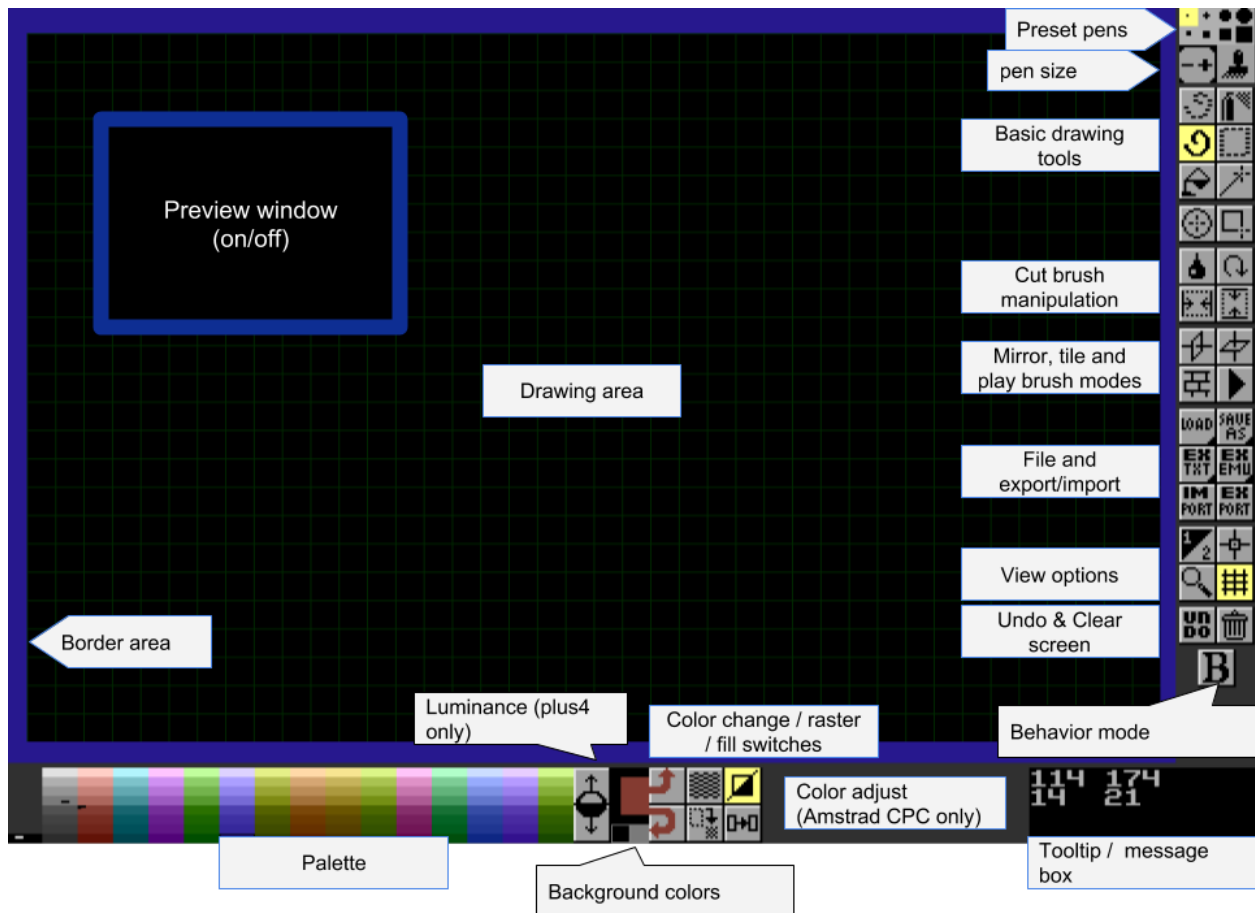 Preset pens
pen size
Basic drawing
tools
Preview window
(on/off)
Cut brush
manipulation
Mirror, tile and
play brush modes
Drawing area
LOAD
SAVE
AS
File and
export/import
EX
TXT
EX
EMU
IM
PORT
EX
PORT
1
2
View options
Undo & Clear
screen
UN
DO
Border area
B
Luminance (plus4
only)
Color change / raster
/ fill switches
Behavior mode
Color adjust
(Amstrad CPC only)
114 174
14 21
Palette
Tooltip / message
box
Background colors